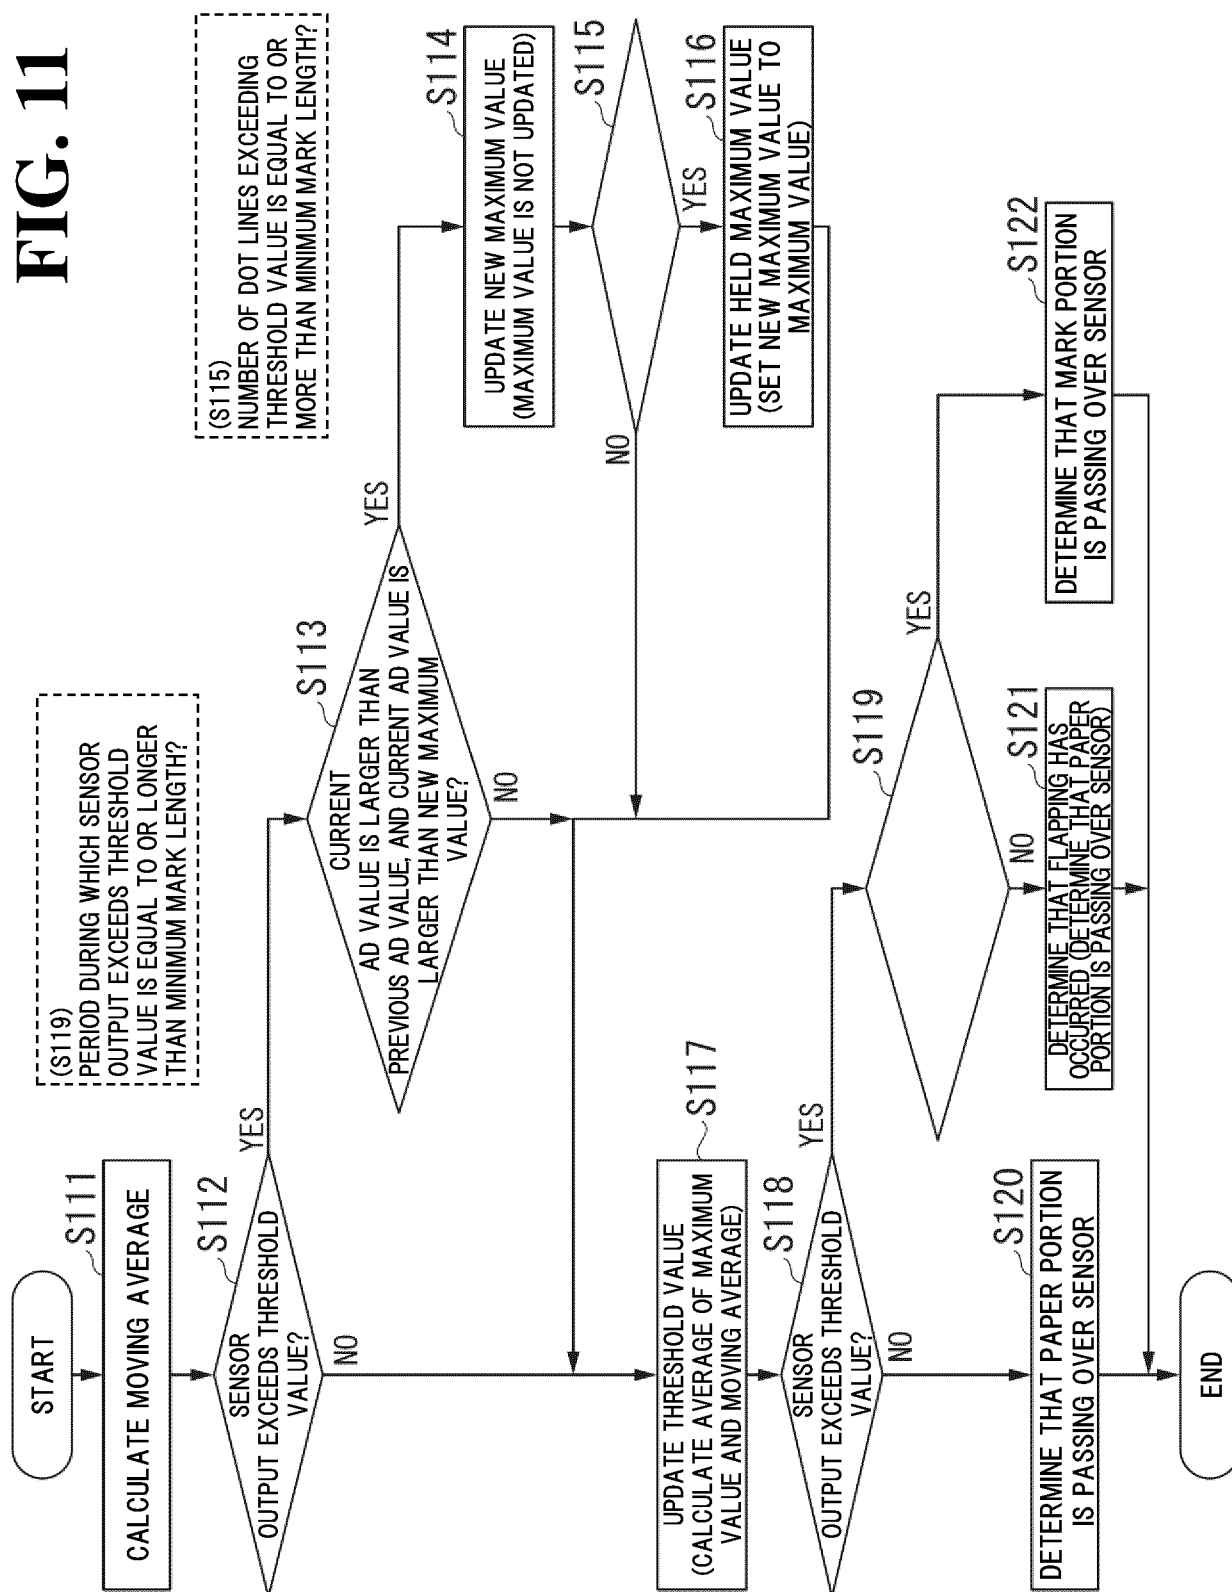 FIG. 11
START
S111
CALCULATE MOVING AVERAGE
S112
SENSOR
OUTPUT EXCEEDS THRESHOLD
VALUE?
YES
NO
(S119)
PERIOD DURING WHICH SENSOR
OUTPUT EXCEEDS THRESHOLD
VALUE IS EQUAL TO OR LONGER
THAN MINIMUM MARK LENGTH?
(S115)
NUMBER OF DOT LINES EXCEEDING
THRESHOLD VALUE IS EQUAL TO OR
MORE THAN MINIMUM MARK LENGTH?
S113
CURRENT
AD VALUE IS LARGER THAN
PREVIOUS AD VALUE, AND CURRENT AD VALUE IS
LARGER THAN NEW MAXIMUM
VALUE?
YES
NO
S114
UPDATE NEW MAXIMUM VALUE
(MAXIMUM VALUE IS NOT UPDATED)
S115
NO
YES
S116
UPDATE HELD MAXIMUM VALUE
(SET NEW MAXIMUM VALUE TO
MAXIMUM VALUE)
S117
UPDATE THRESHOLD VALUE
(CALCULATE AVERAGE OF MAXIMUM
VALUE AND MOVING AVERAGE)
S118
SENSOR
OUTPUT EXCEEDS THRESHOLD
VALUE?
YES
NO
S119
YES
NO
S120
DETERMINE THAT PAPER PORTION
IS PASSING OVER SENSOR
S121
DETERMINE THAT FLAPPING HAS
OCCURRED (DETERMINE THAT PAPER
PORTION IS PASSING OVER SENSOR)
S122
DETERMINE THAT MARK PORTION
IS PASSING OVER SENSOR
END